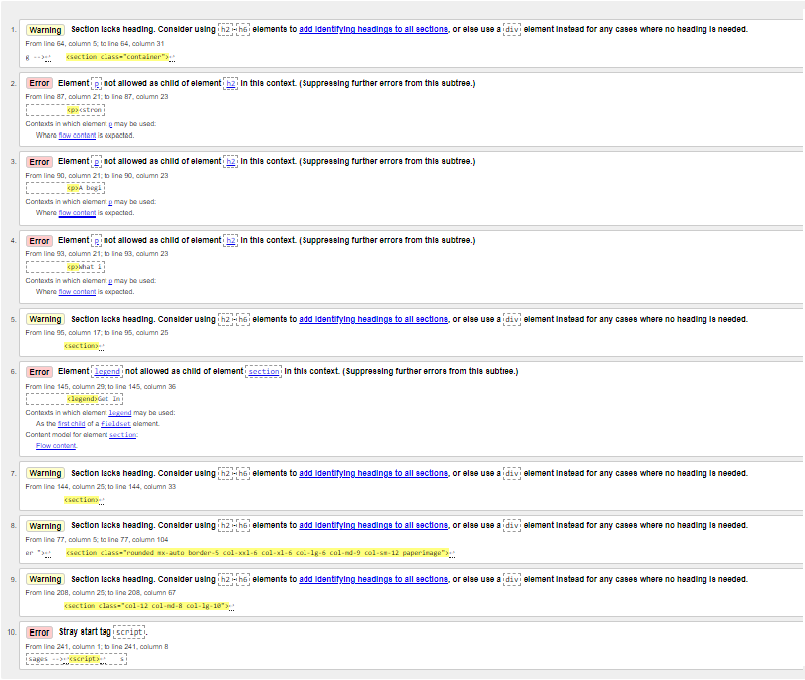 1. Warning Section lacks heading. Consider using h2-h6 elements to add identifying headings to all sections, or else use a div element instead for any cases where no heading is needed.
From line 64, column 5; to line 64, column 31
g -->↩ <section class="container">↩
2. Error Element p not allowed as child of element h2 in this context. (Suppressing further errors from this subtree.)
From line 87, column 21; to line 87, column 23
<p><stron
Contexts in which element p may be used:
Where flow content is expected.
3. Error Element p not allowed as child of element h2 in this context. (Suppressing further errors from this subtree.)
From line 90, column 21; to line 90, column 23
<p>A begi
Contexts in which element p may be used:
Where flow content is expected.
4. Error Element p not allowed as child of element h2 in this context. (Suppressing further errors from this subtree.)
From line 93, column 21; to line 93, column 23
<p>What i
Contexts in which element p may be used:
Where flow content is expected.
5. Warning Section lacks heading. Consider using h2-h6 elements to add identifying headings to all sections, or else use a div element instead for any cases where no heading is needed.
From line 95, column 17; to line 95, column 25
<section>↩
6. Error Element legend not allowed as child of element section in this context. (Suppressing further errors from this subtree.)
From line 145, column 29; to line 145, column 36
<legend>Get in
Contexts in which element legend may be used:
As the first child of a fieldset element.
Content model for element section:
Flow content.
7. Warning Section lacks heading. Consider using h2-h6 elements to add identifying headings to all sections, or else use a div element instead for any cases where no heading is needed.
From line 144, column 25; to line 144, column 33
<section>↩
8. Warning Section lacks heading. Consider using h2-h6 elements to add identifying headings to all sections, or else use a div element instead for any cases where no heading is needed.
From line 77, column 5; to line 77, column 104
er ">↩ <section class="rounded mx-auto border-5 col-xxl-6 col-xl-6 col-lg-6 col-md-9 col-sm-12 paperimage">↩
9. Warning Section lacks heading. Consider using h2-h6 elements to add identifying headings to all sections, or else use a div element instead for any cases where no heading is needed.
From line 208, column 25; to line 208, column 67
<section class="col-12 col-md-8 col-lg-10">↩
10. Error Stray start tag script.
From line 241, column 1; to line 241, column 8
sages -->↩<script>↩ s